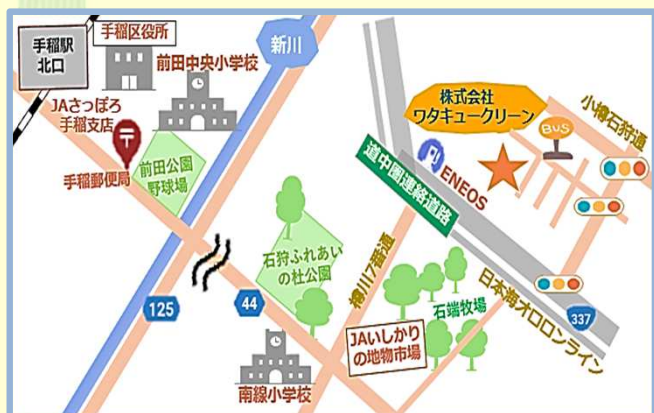 手稲駅
北口
手稲区役所
前田中央小学校
新川
JAさっぽろ
手稲支店
手稲郵便局
前田公園
野球場
株式会社
ワタキュークリーン
BUS
小樽石狩通
ENEOS
道中圏連絡道路
石狩ふれあい
の杜公園
樽川7番通
石端牧場
日本海オロロンライン
125
44
337
JAいしかり
の地物市場
南線小学校